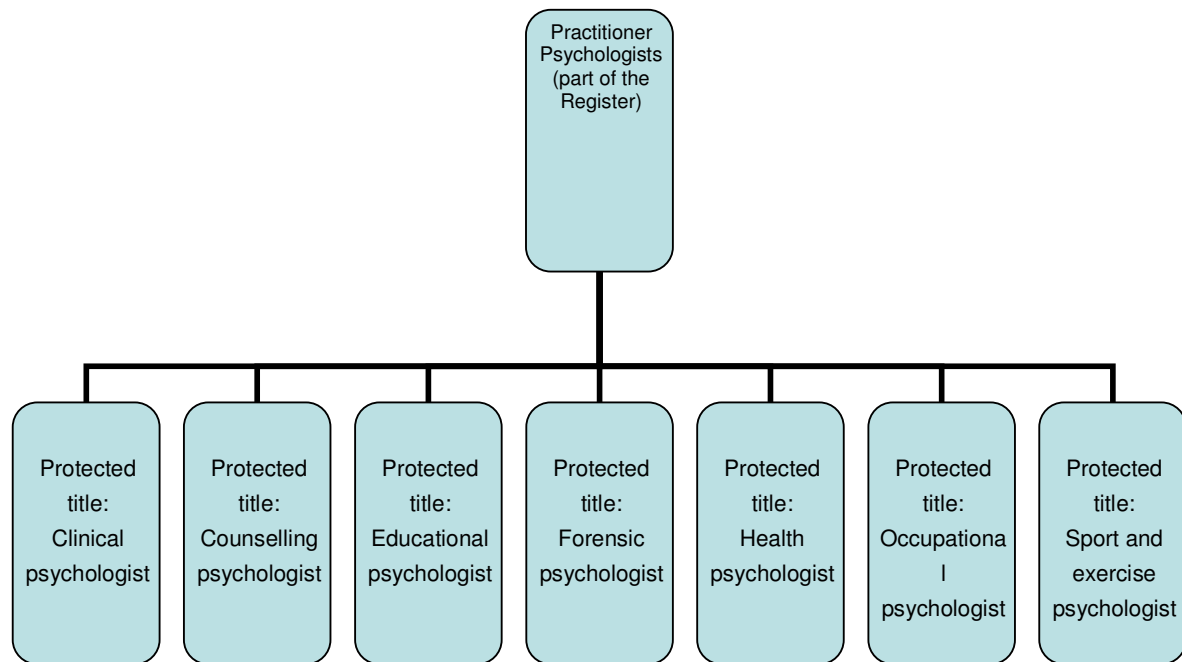 Practitioner
Psychologists
(part of the
Register)
Protected
title:
Clinical
psychologist
Protected
title:
Counselling
psychologist
Protected
title:
Educational
psychologist
Protected
title:
Forensic
psychologist
Protected
title:
Health
psychologist
Protected
title:
Occupationa
l
psychologist
Protected
title:
Sport and
exercise
psychologist